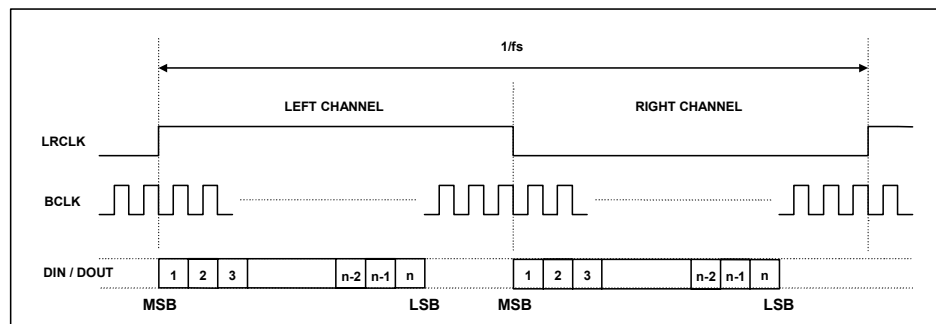 1/fs
LEFT CHANNEL RIGHT CHANNEL
LRCLK
BCLK
DIN / DOUT 1 2 3 n-2 n-1 n 1 2 3 n-2 n-1 n
MSB LSB MSB LSB